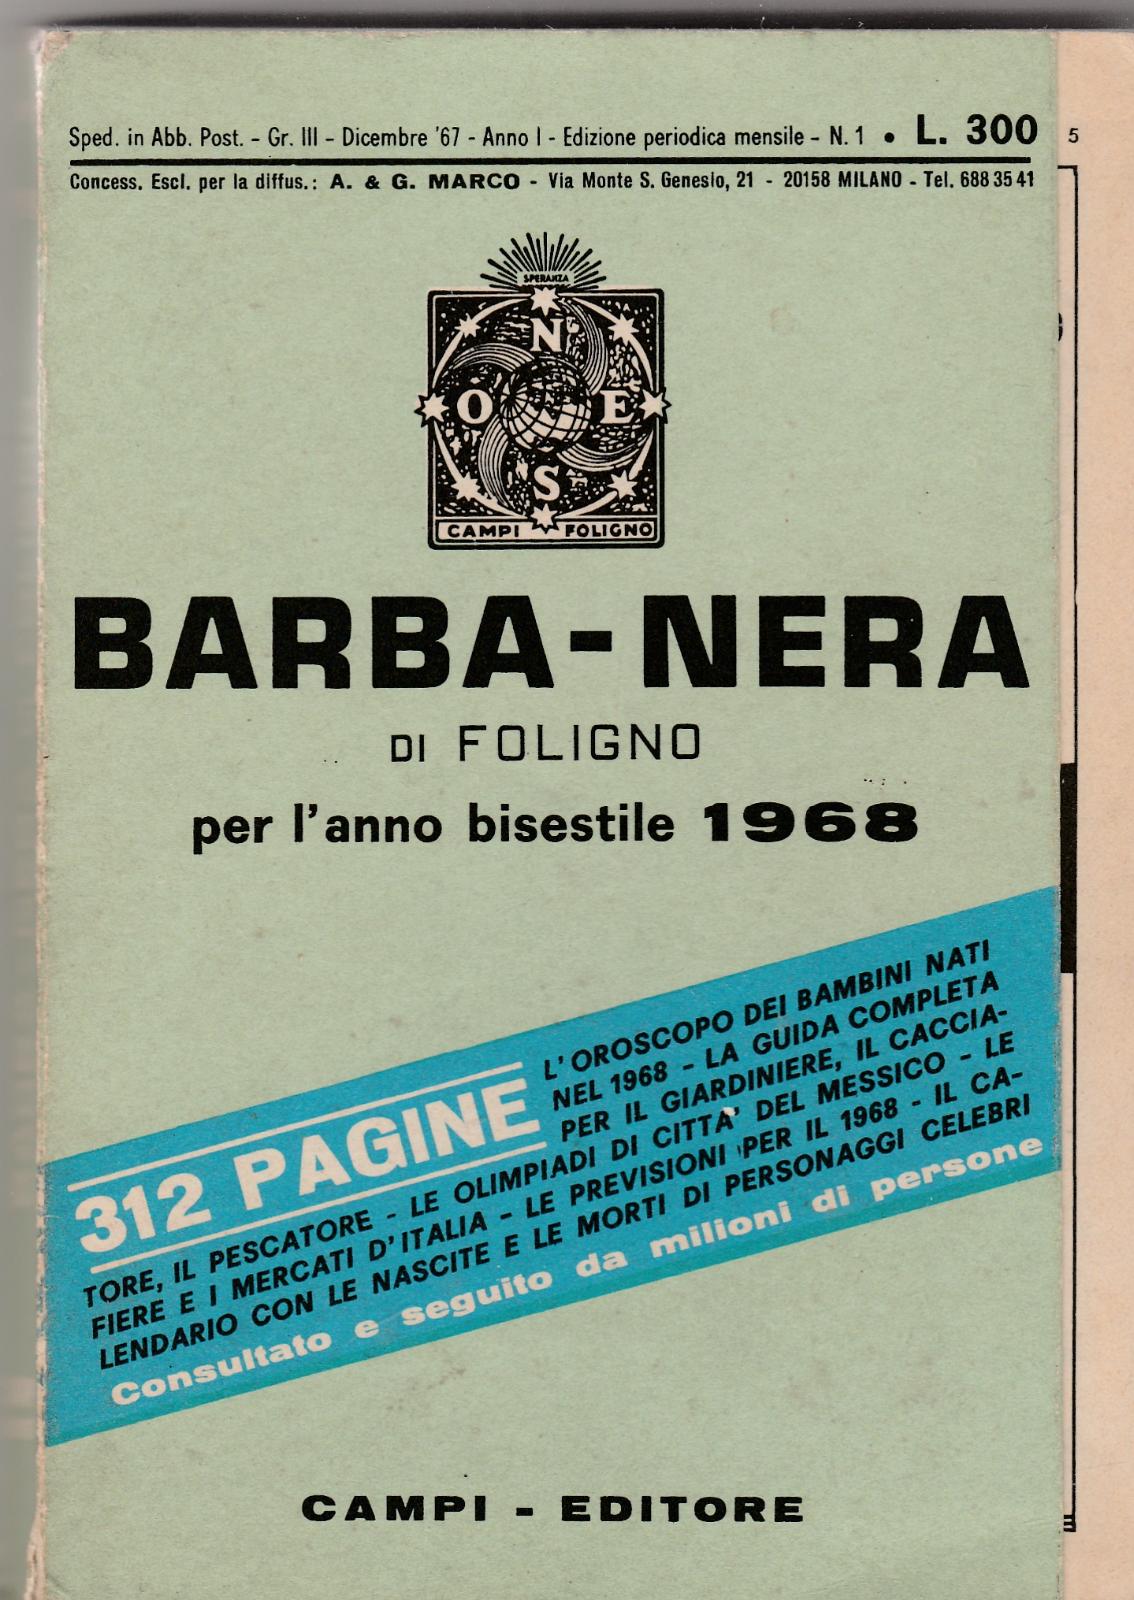 Sped. in Abb. Post. - Gr. III - Dicembre '67 - Anno I - Edizione periodica mensile - N. 1 • L. 300
5
Concess. Escl. per la diffus.: A. & G. MARCO - Via Monte S. Genesio, 21 - 20158 MILANO - Tel. 688 35 41
SPERANZA
N
O E
S
CAMPI FOLIGNO
BARBA-NERA
DI FOLIGNO
per l'anno bisestile 1968
312 PAGINE
L'OROSCOPO DEI BAMBINI NATI
NEL 1968 - LA GUIDA COMPLETA
PER IL GIARDINIERE, IL CACCIA-
TORE, IL PESCATORE - LE OLIMPIADI DI CITTA' DEL MESSICO - LE
FIERE E I MERCATI D'ITALIA - LE PREVISIONI PER IL 1968 - IL CA-
LENDARIO CON LE NASCITE E LE MORTI DI PERSONAGGI CELEBRI
Consultato e seguito da milioni di persone
CAMPI - EDITORE